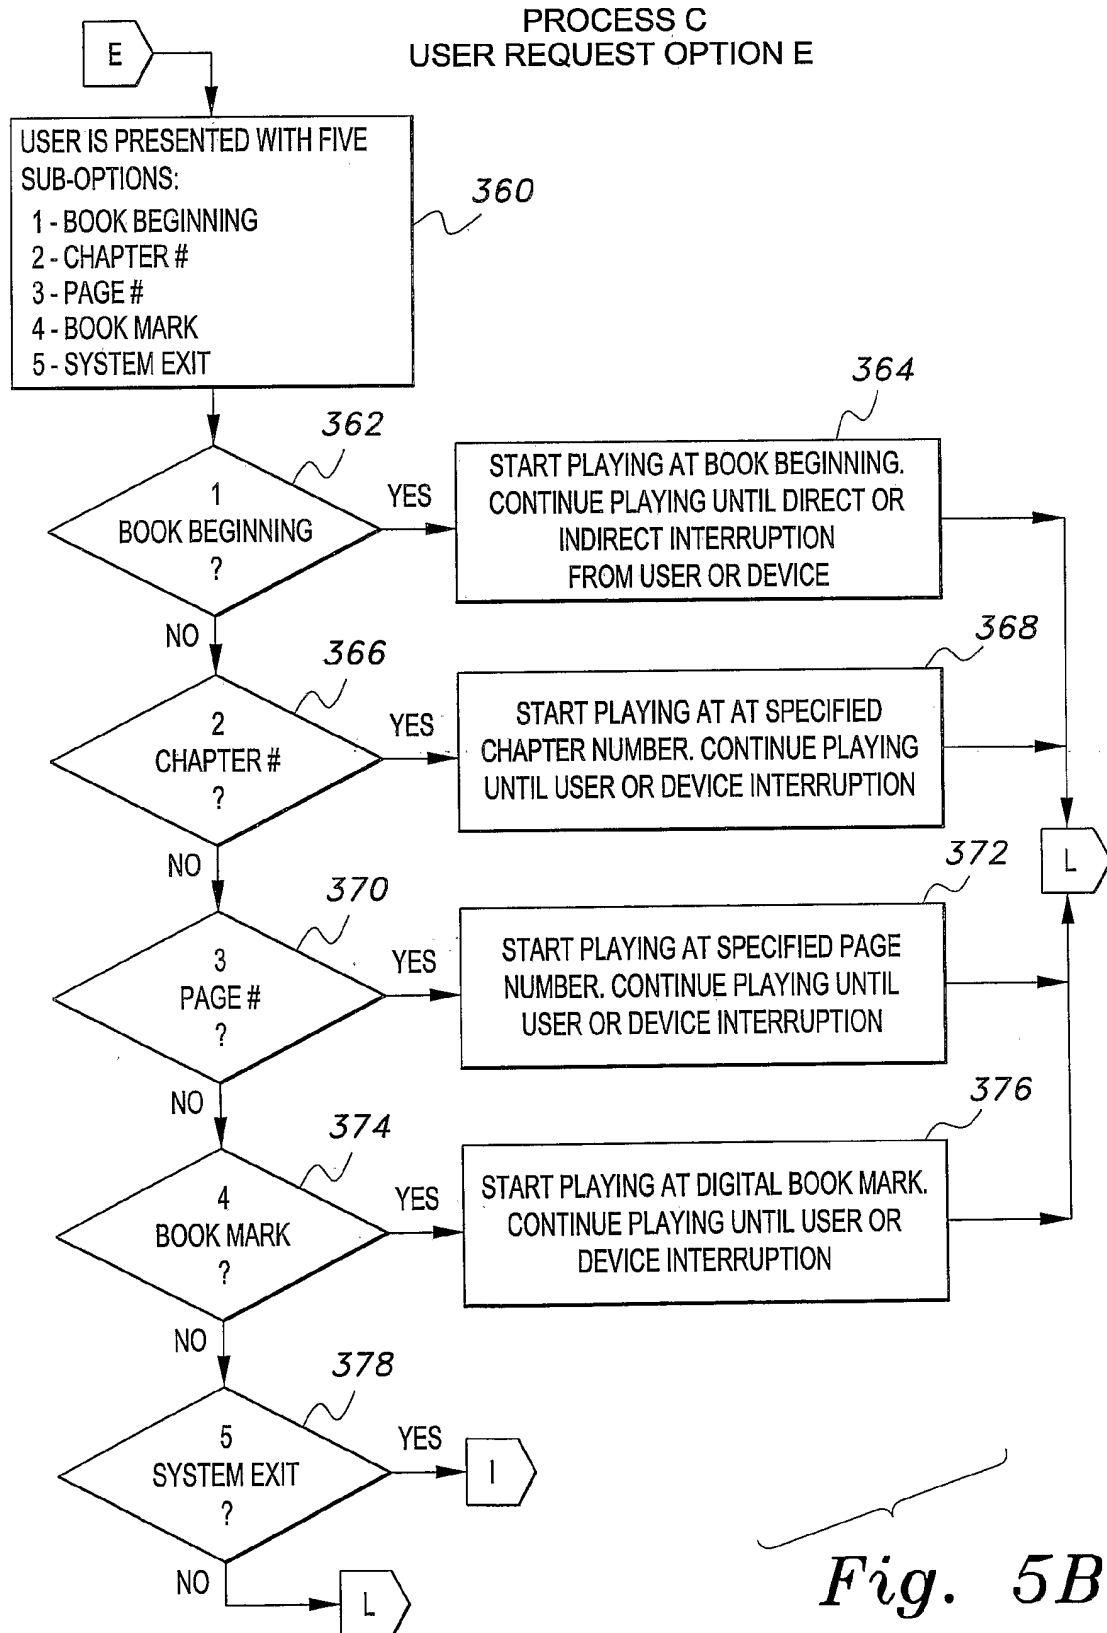 PROCESS C
USER REQUEST OPTION E
E
USER IS PRESENTED WITH FIVE
SUB-OPTIONS:
1 - BOOK BEGINNING
2 - CHAPTER #
3 - PAGE #
4 - BOOK MARK
5 - SYSTEM EXIT
360
362
1
BOOK BEGINNING
?
YES
364
START PLAYING AT BOOK BEGINNING.
CONTINUE PLAYING UNTIL DIRECT OR
INDIRECT INTERRUPTION
FROM USER OR DEVICE
NO
366
2
CHAPTER #
?
YES
368
START PLAYING AT AT SPECIFIED
CHAPTER NUMBER. CONTINUE PLAYING
UNTIL USER OR DEVICE INTERRUPTION
L
NO
370
3
PAGE #
?
YES
372
START PLAYING AT SPECIFIED PAGE
NUMBER. CONTINUE PLAYING UNTIL
USER OR DEVICE INTERRUPTION
NO
374
4
BOOK MARK
?
YES
376
START PLAYING AT DIGITAL BOOK MARK.
CONTINUE PLAYING UNTIL USER OR
DEVICE INTERRUPTION
NO
378
5
SYSTEM EXIT
?
YES
I
NO
L
Fig. 5B